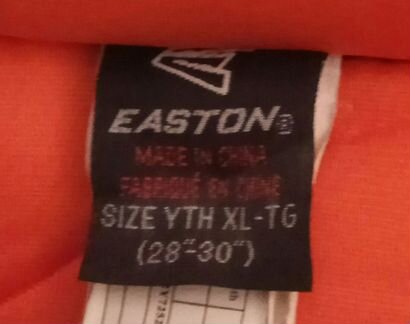 EASTON®
MADE IN CHINA
FABRIQUÉ EN CHINE
SIZE YTH XL-TG
(28"-30")